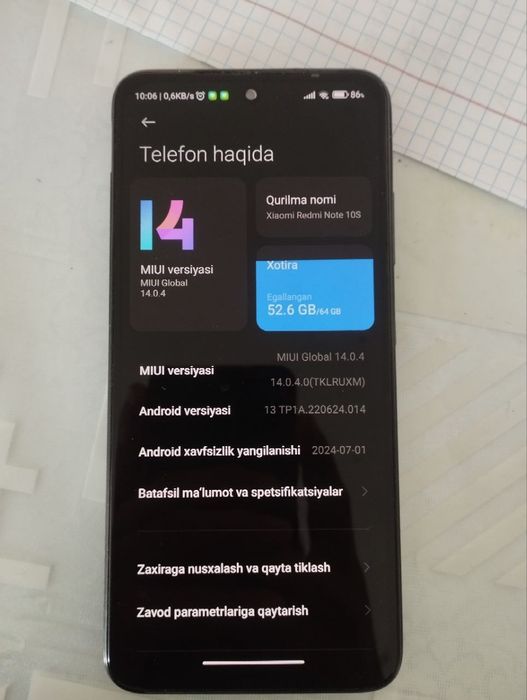 10:06 | 0,6KB/s 86%
Telefon haqida
14
MIUI versiyasi
MIUI Global
14.0.4
Qurilma nomi
Xiaomi Redmi Note 10S
Xotira
Egallangan
52.6 GB/64 GB
MIUI versiyasi
MIUI Global 14.0.4
14.0.4.0(TKLRUXM)
Android versiyasi 13 TP1A.220624.014
Android xavfsizlik yangilanishi 2024-07-01
Batafsil ma‘lumot va spetsifikatsiyalar
Zaxiraga nusxalash va qayta tiklash
Zavod parametrlariga qaytarish